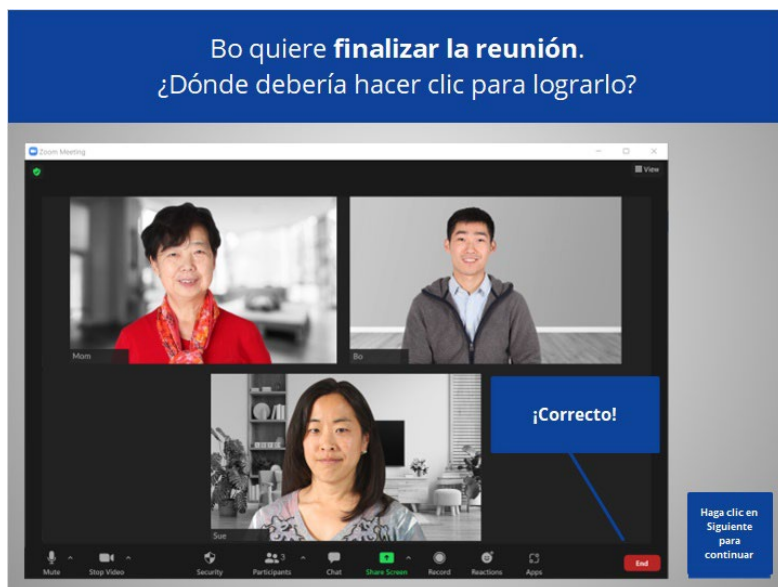 Bo quiere finalizar la reunión.
¿Dónde debería hacer clic para lograrlo?
Zoom Meeting
View
Mom
Bo
¡Correcto!
Sue
Haga clic en
Siguiente
para
continuar
Mute
Stop Video
Security
Participants
3
Chat
Share Screen
Record
Reactions
Apps
End